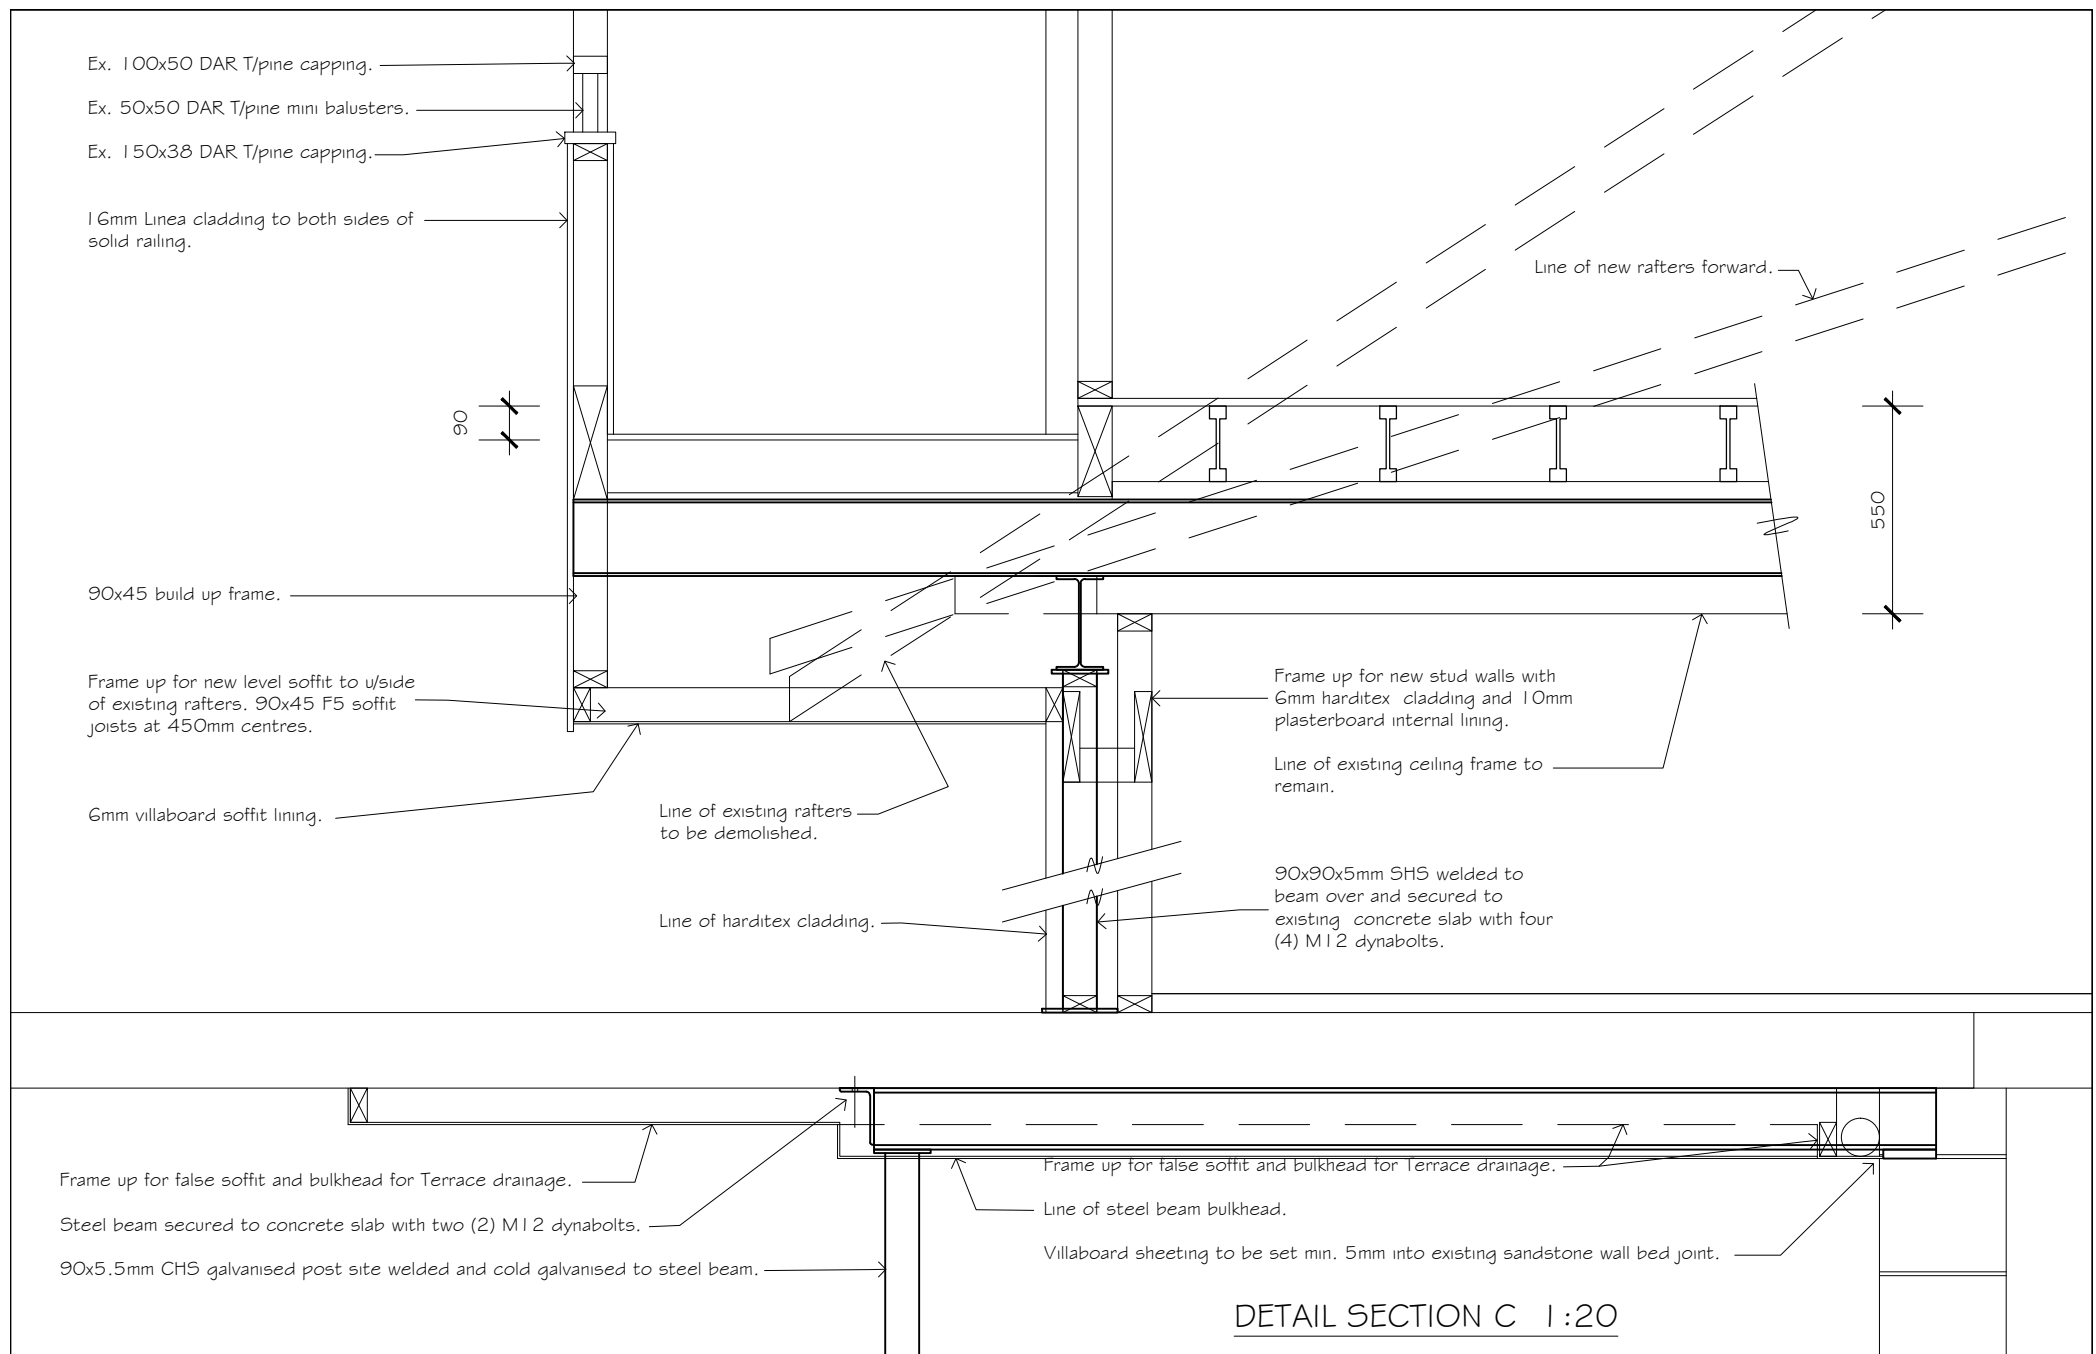 Ex. 100x50 DAR T/pine capping.
Ex. 50x50 DAR T/pine mini balusters.
Ex. 150x38 DAR T/pine capping.
16mm Linea cladding to both sides of
solid railing.
Line of new rafters forward.
90
550
90x45 build up frame.
Frame up for new level soffit to u/side
of existing rafters. 90x45 F5 soffit
joists at 450mm centres.
6mm villaboard soffit lining.
Line of existing rafters
to be demolished.
Frame up for new stud walls with
6mm harditex cladding and 10mm
plasterboard internal lining.
Line of existing ceiling frame to
remain.
Line of harditex cladding.
90x90x5mm SHS welded to
beam over and secured to
existing concrete slab with four
(4) M12 dynabolts.
Frame up for false soffit and bulkhead for Terrace drainage.
Steel beam secured to concrete slab with two (2) M12 dynabolts.
90x5.5mm CHS galvanised post site welded and cold galvanised to steel beam.
Frame up for false soffit and bulkhead for Terrace drainage.
Line of steel beam bulkhead.
Villaboard sheeting to be set min. 5mm into existing sandstone wall bed joint.
DETAIL SECTION C 1:20